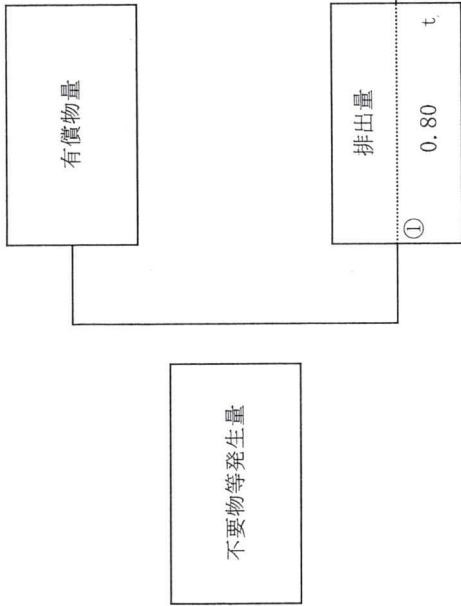 有償物量
不要物等発生量
排出量
①
0.80 t